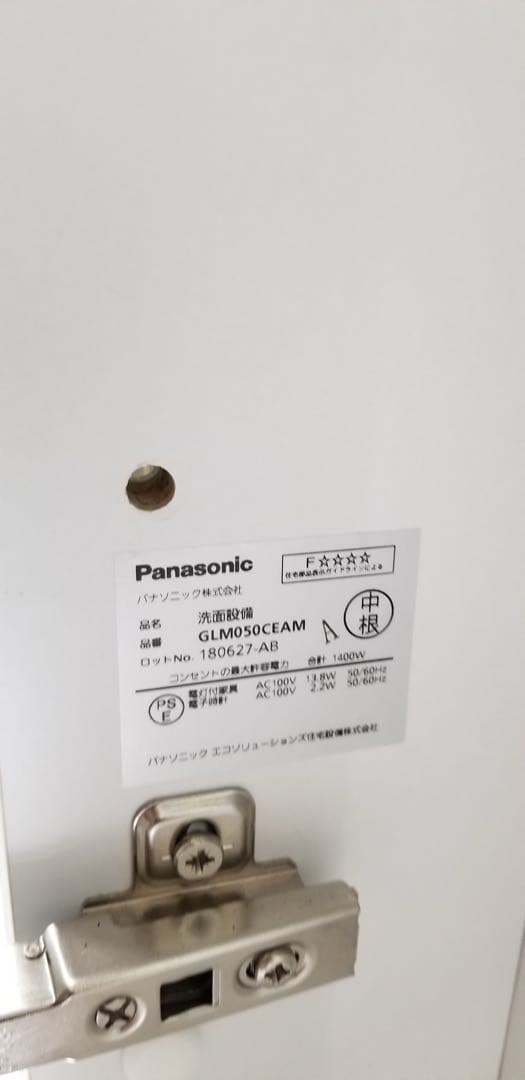 Panasonic
F☆☆☆☆
住宅部品表示ガイドラインによる
パナソニック株式会社
品名 洗面設備
品番 GLM050CEAM
A
中根
ロットNo. 180627-AB
コンセントの最大許容電力 合計 1400W
PSE
電灯付家具 AC100V 13.8W 50/60Hz
電子時計 AC100V 2.2W 50/60Hz
パナソニック エコソリューションズ住宅設備株式会社